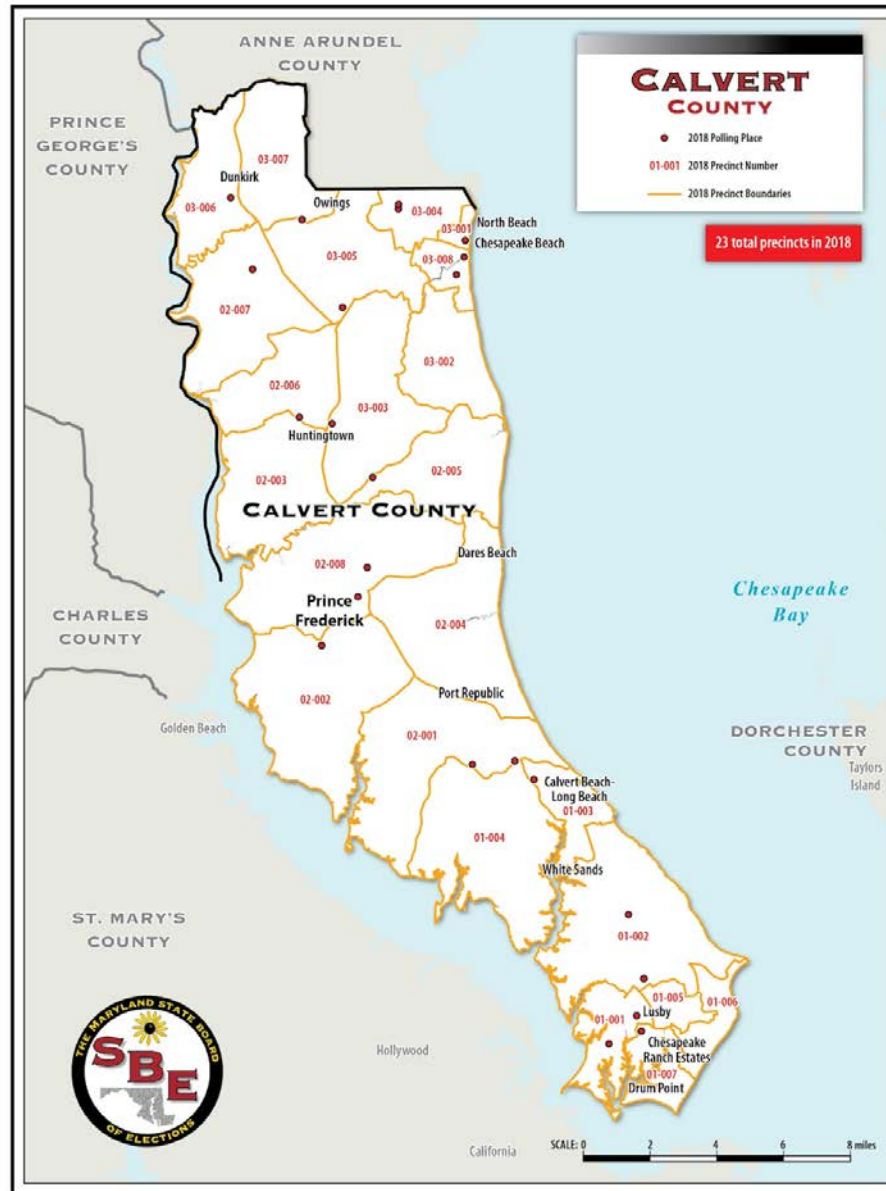 ANNE ARUNDEL
COUNTY
PRINCE
GEORGE'S
COUNTY
CALVERT
COUNTY
2018 Polling Place
01-001 2018 Precinct Number
2018 Precinct Boundaries
23 total precincts in 2018
03-007
Dunkirk
03-006
Owings
03-004
North Beach
03-001
Chesapeake Beach
03-005
03-008
02-007
03-002
02-006
03-003
Huntingtown
02-003
02-005
CALVERT COUNTY
Dares Beach
02-008
Prince
Frederick
02-004
CHARLES
COUNTY
Chesapeake
Bay
02-002
Port Republic
Golden Beach
02-001
DORCHESTER
COUNTY
Taylors
Island
Calvert Beach-
Long Beach
01-003
01-004
White Sands
ST. MARY'S
COUNTY
01-002
01-005
01-006
Lusby
01-001
Chesapeake
Ranch Estates
01-007
Drum Point
Hollywood
California
THE MARYLAND STATE BOARD
SBE
OF ELECTIONS
SCALE: 0 2 4 6 8 miles